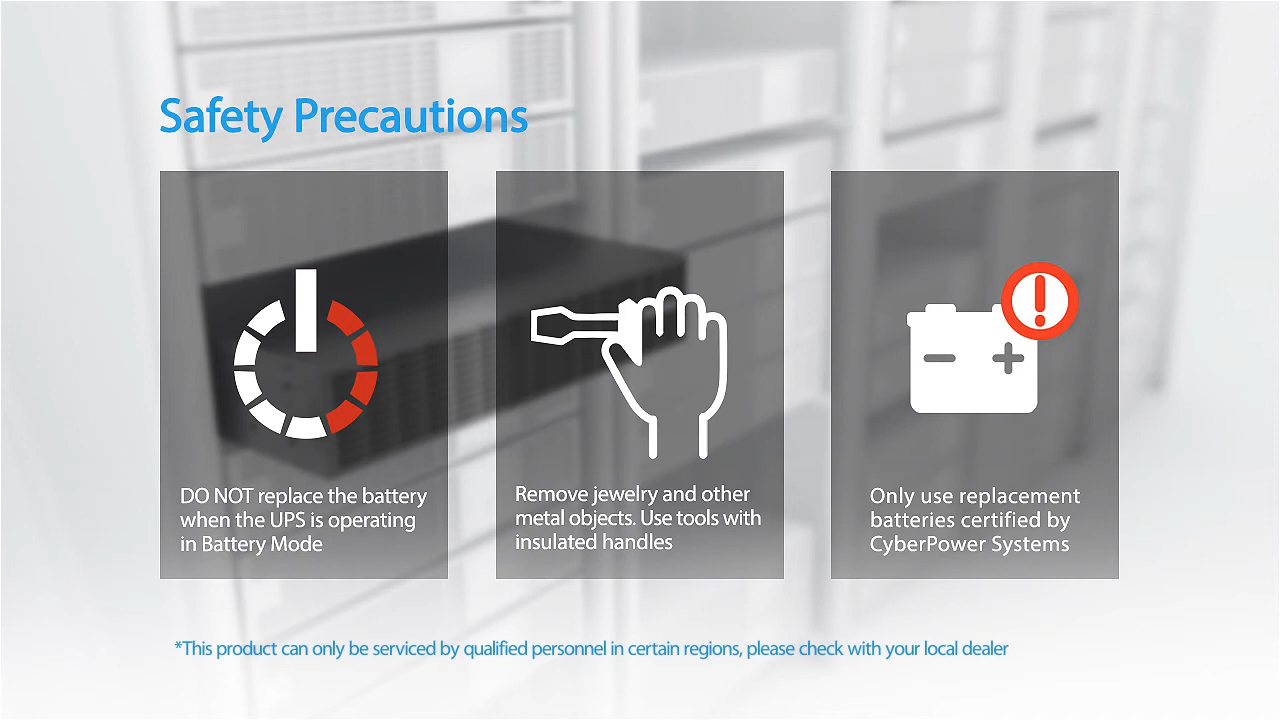 Safety Precautions
DO NOT replace the battery
when the UPS is operating
in Battery Mode
Remove jewelry and other
metal objects. Use tools with
insulated handles
Only use replacement
batteries certified by
CyberPower Systems
*This product can only be serviced by qualified personnel in certain regions, please check with your local dealer